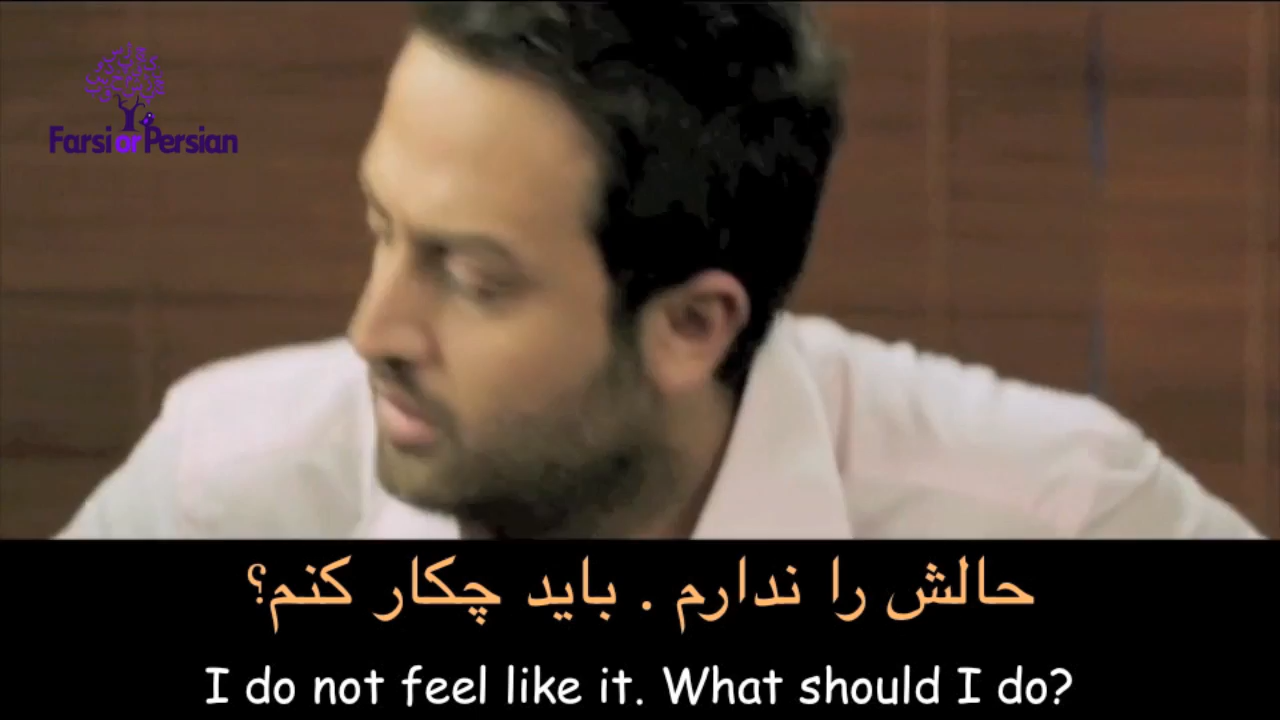 Farsi or Persian
حالش را ندارم . باید چکار کنم؟
I do not feel like it. What should I do?